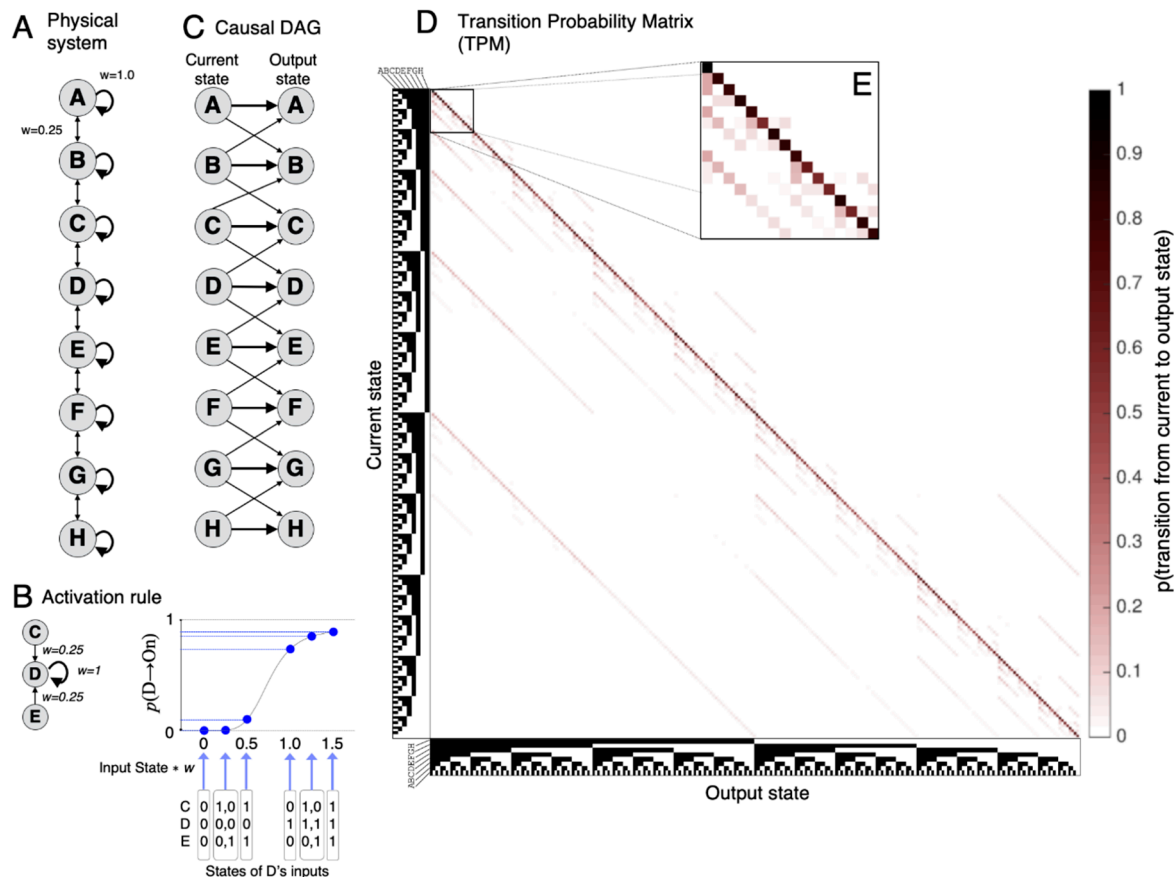 A Physical system
w=1.0
A
w=0.25
B
C
D
E
F
G
H
B Activation rule
C
w=0.25
D
w=1
w=0.25
E
p(D→On)
1
0
0 0.5 1.0 1.5
Input State * w
C 0 1,0 1 0 1,0 1
D 0 0,0 0 1 1,1 1
E 0 0,1 1 0 0,1 1
States of D's inputs
C Causal DAG
Current state
Output state
A A
B B
C C
D D
E E
F F
G G
H H
D Transition Probability Matrix
(TPM)
ABCDEFGH
E
Current state
ABCDEFGH
Output state
1
0.9
0.8
0.7
0.6
0.5
0.4
0.3
0.2
0.1
0
p(transition from current to output state)